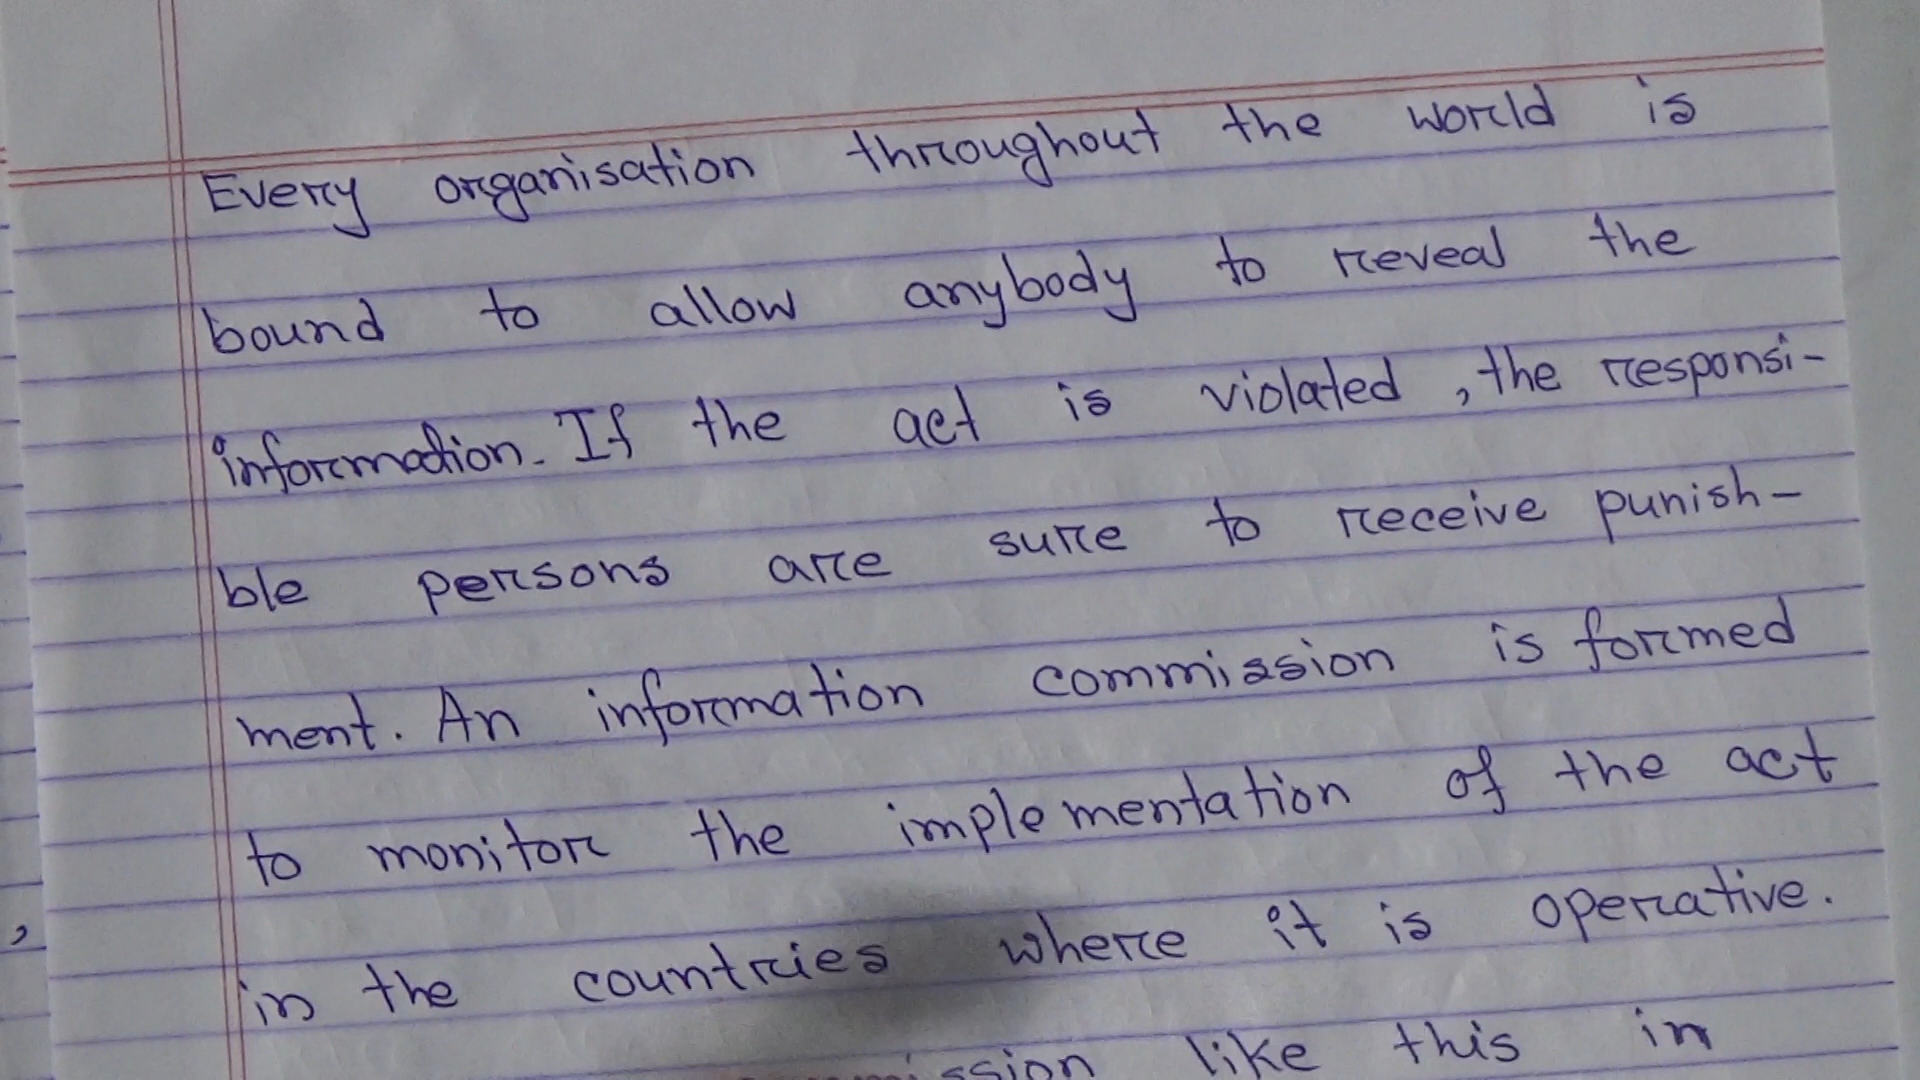 Every organisation throughout the world is
bound to allow anybody to reveal the
information. If the act is violated, the responsi-
ble persons are sure to receive punish-
ment. An information commission is formed
to monitor the implementation of the act
in the countries where it is operative.
like this in